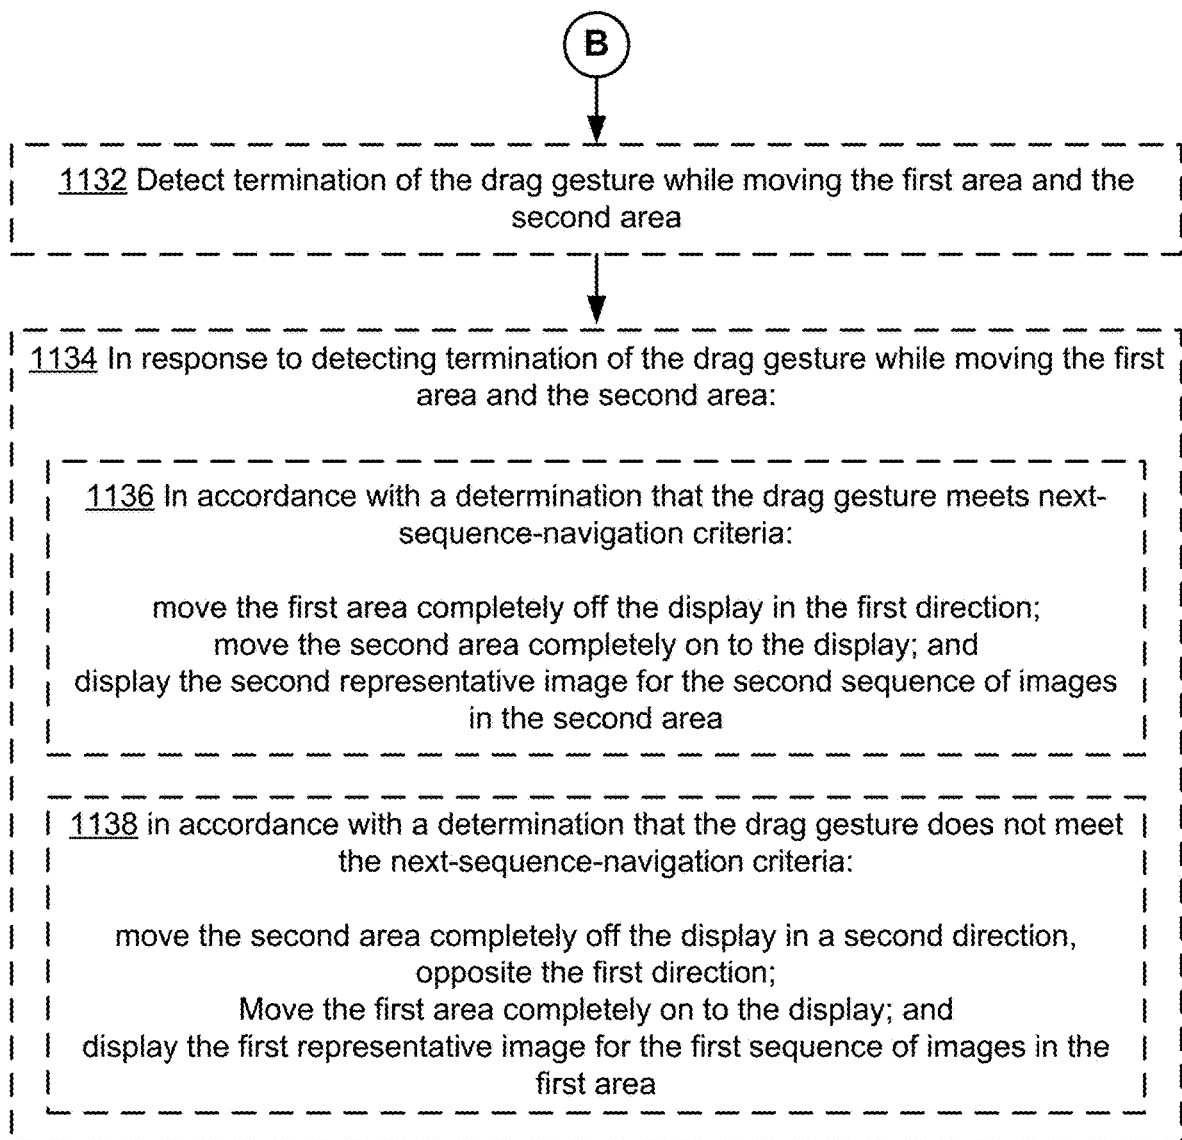 B
1132 Detect termination of the drag gesture while moving the first area and the
second area
1134 In response to detecting termination of the drag gesture while moving the first
area and the second area:
1136 In accordance with a determination that the drag gesture meets next-
sequence-navigation criteria:
move the first area completely off the display in the first direction;
move the second area completely on to the display; and
display the second representative image for the second sequence of images
in the second area
1138 in accordance with a determination that the drag gesture does not meet
the next-sequence-navigation criteria:
move the second area completely off the display in a second direction,
opposite the first direction;
Move the first area completely on to the display; and
display the first representative image for the first sequence of images in the
first area